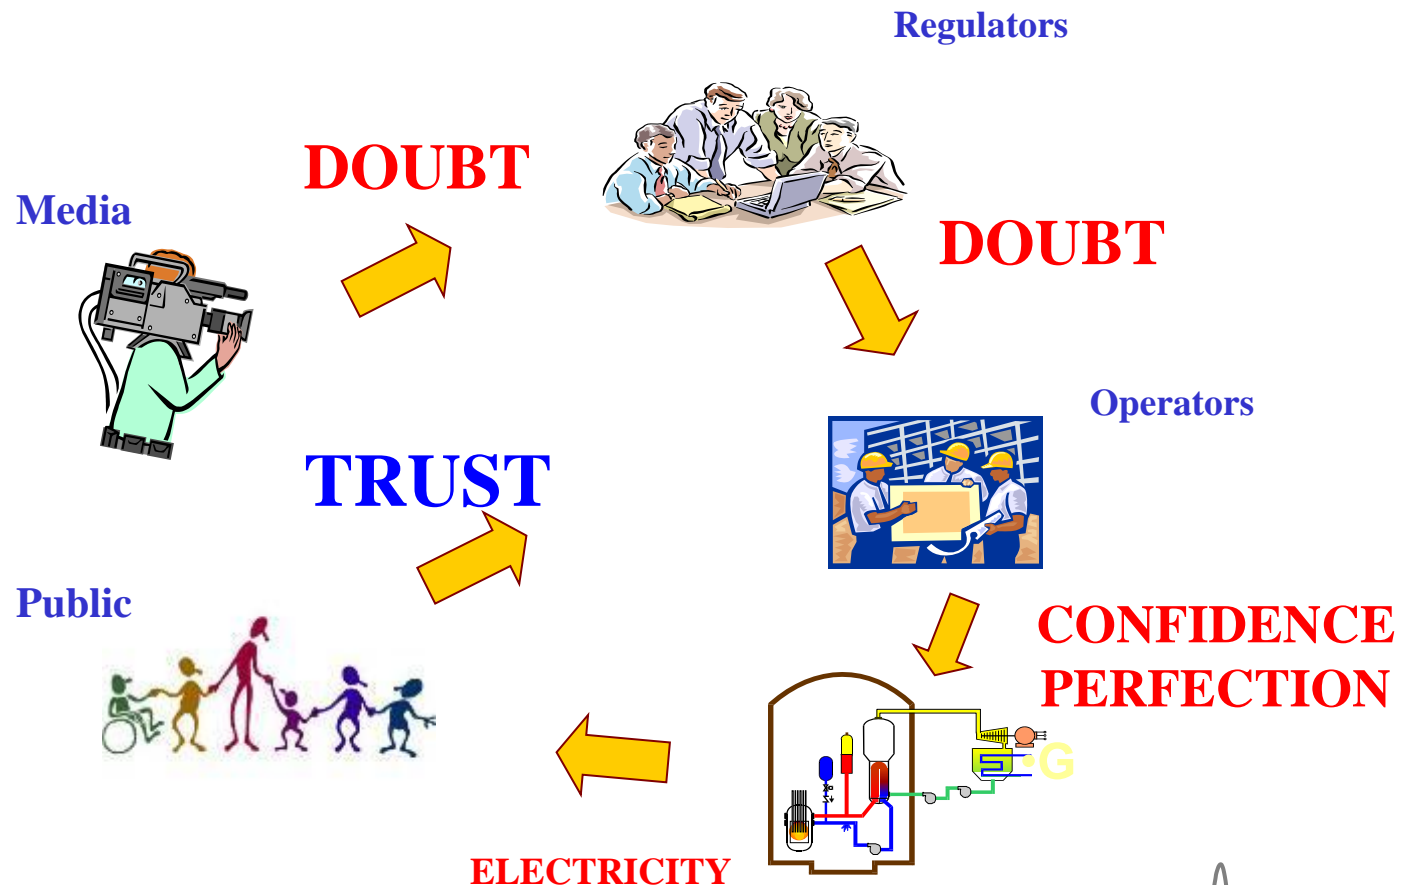 Regulators
DOUBT
Media
DOUBT
Operators
TRUST
Public
CONFIDENCE
PERFECTION
•G
ELECTRICITY